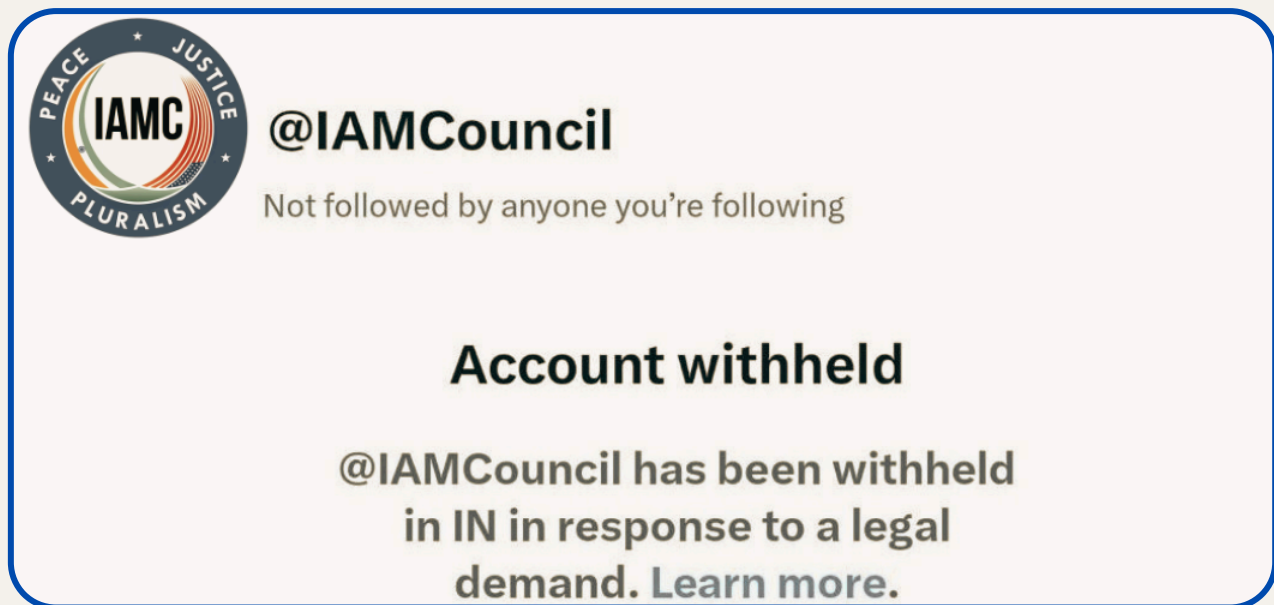 PEACE
JUSTICE
IAMC
PLURALISM
@IAMCouncil
Not followed by anyone you’re following
Account withheld
@IAMCouncil has been withheld
in IN in response to a legal
demand. Learn more.